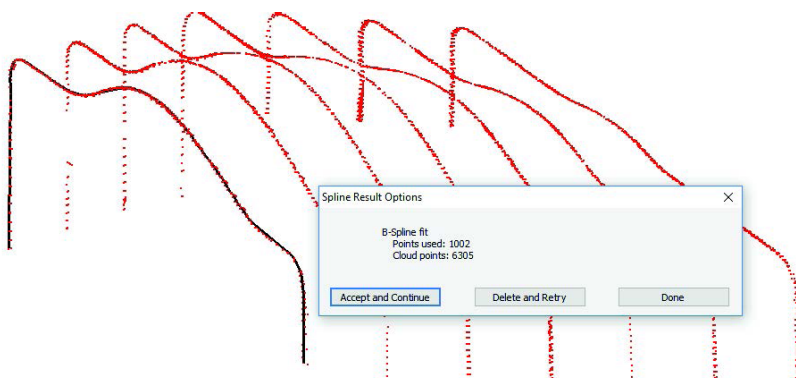 Spline Result Options
B-Spline fit
Points used: 1002
Cloud points: 6305
Accept and Continue
Delete and Retry
Done